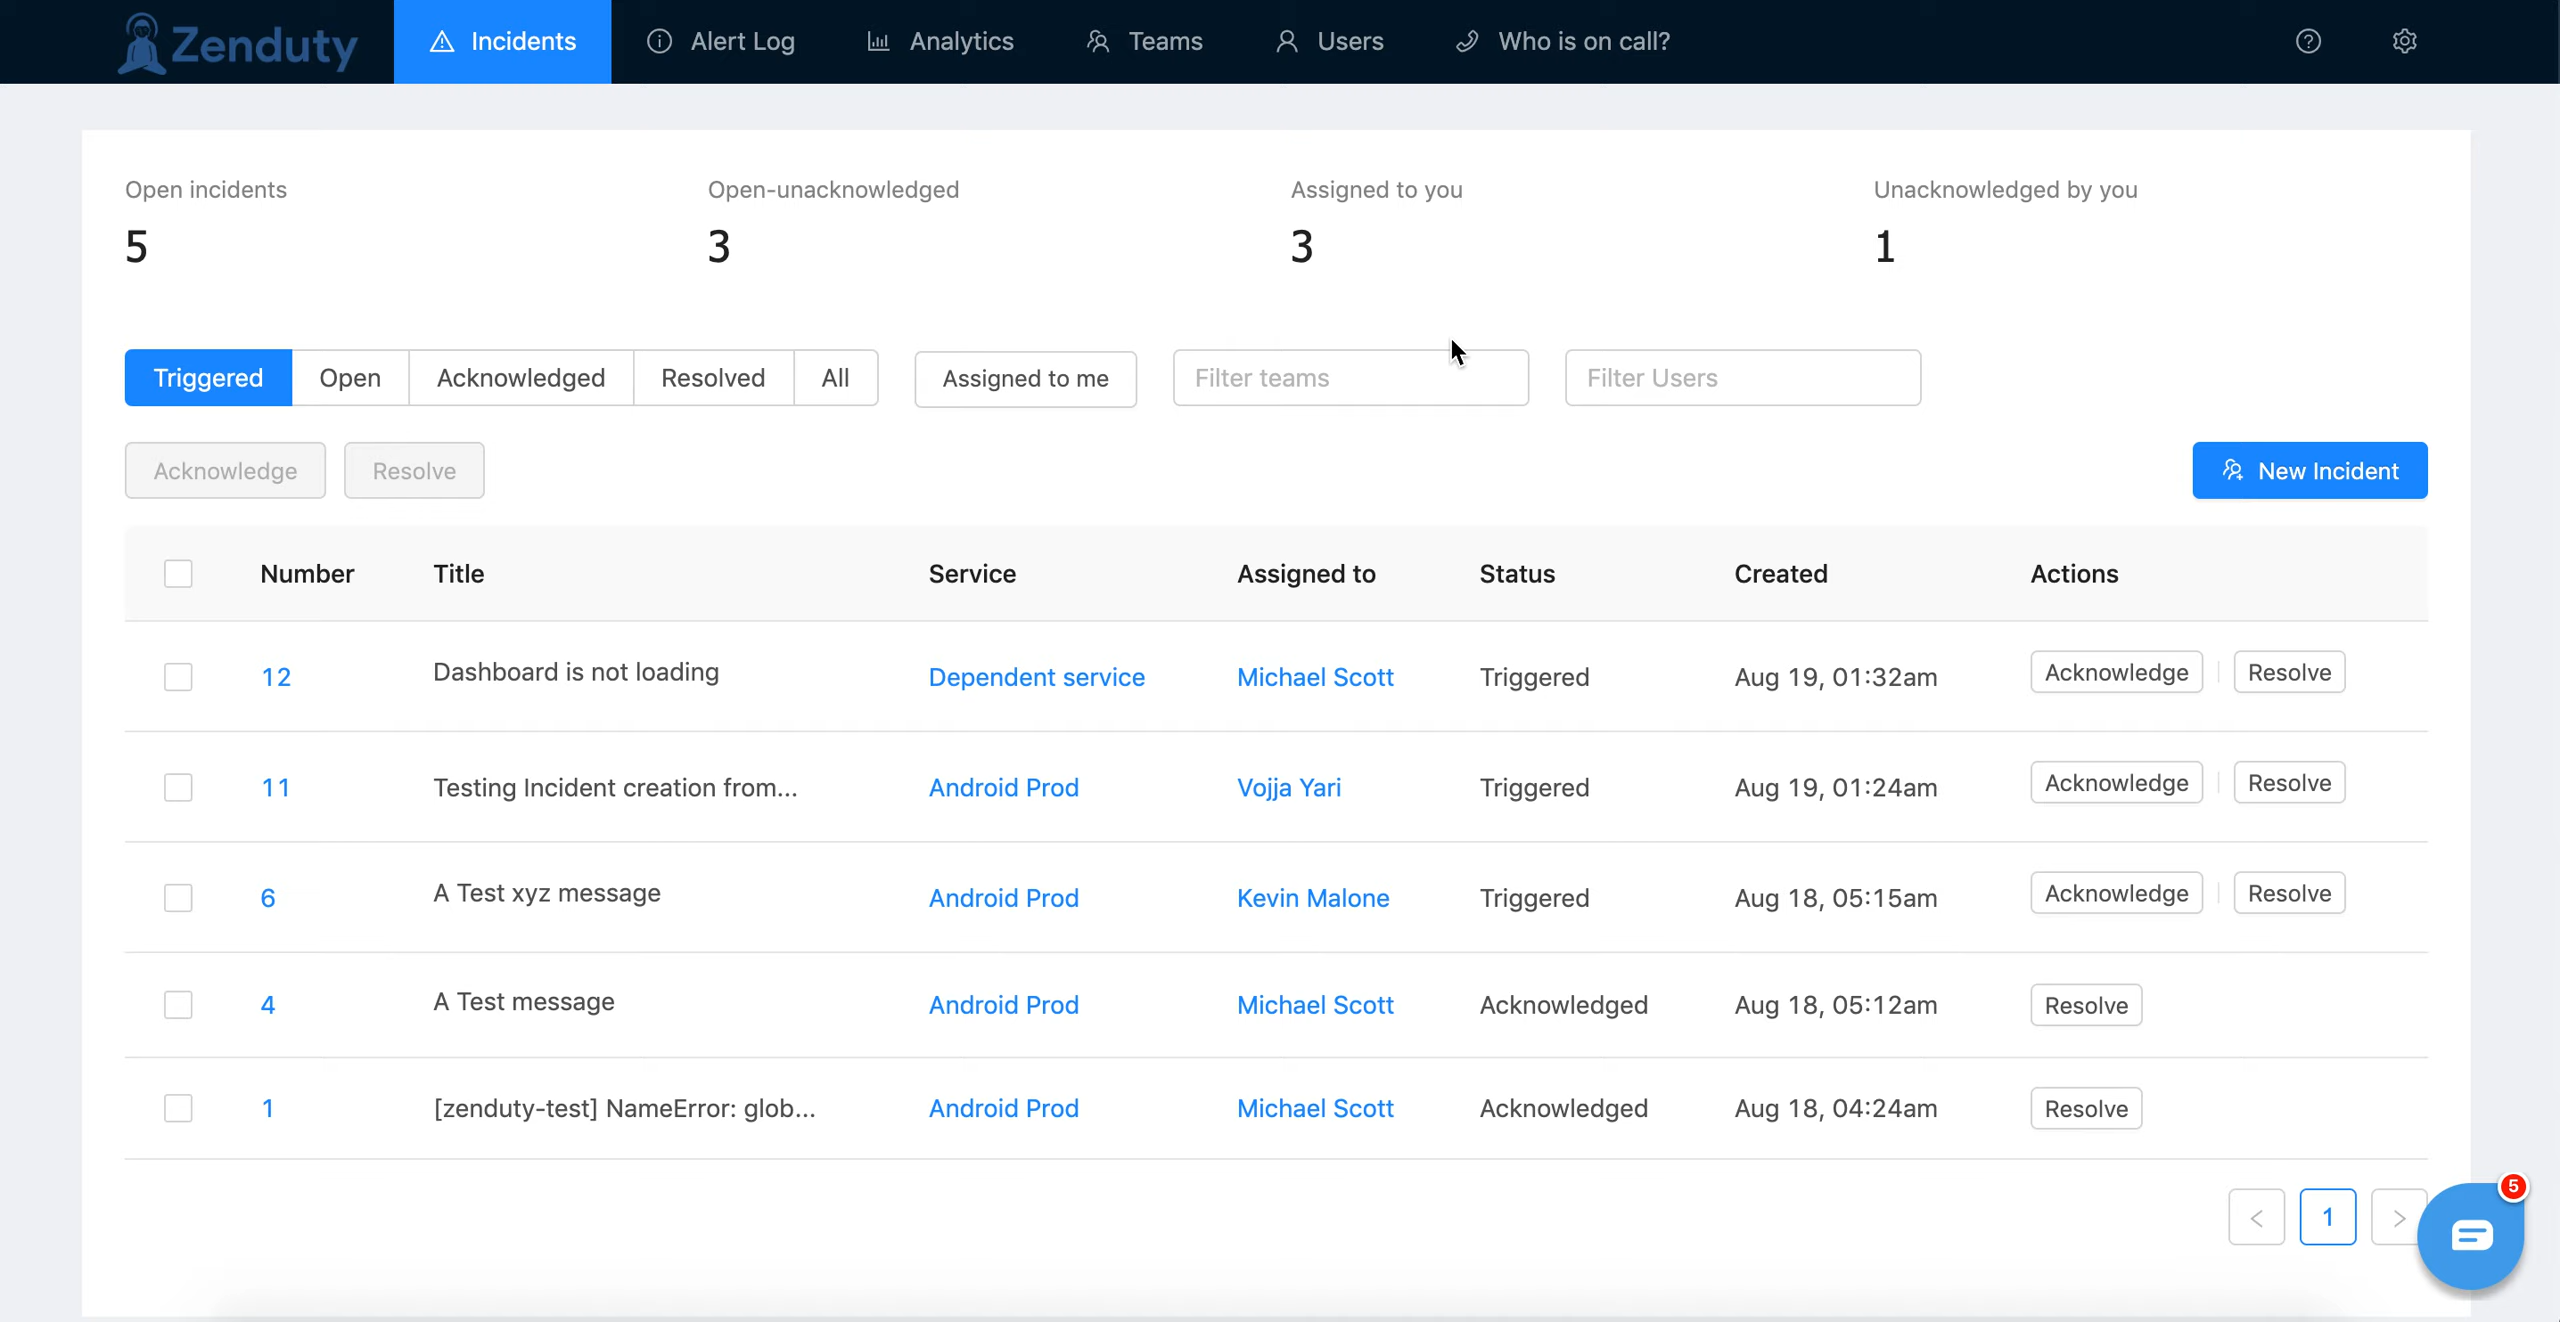 Zenduty Incidents Alert Log Analytics Teams Users Who is on call?
Open incidents Open-unacknowledged Assigned to you Unacknowledged by you
5 3 3 1
Triggered Open Acknowledged Resolved All Assigned to me Filter teams Filter Users
Acknowledge Resolve New Incident
Number Title Service Assigned to Status Created Actions
12 Dashboard is not loading Dependent service Michael Scott Triggered Aug 19, 01:32am Acknowledge Resolve
11 Testing Incident creation from... Android Prod Vojja Yari Triggered Aug 19, 01:24am Acknowledge Resolve
6 A Test xyz message Android Prod Kevin Malone Triggered Aug 18, 05:15am Acknowledge Resolve
4 A Test message Android Prod Michael Scott Acknowledged Aug 18, 05:12am Resolve
1 [zenduty-test] NameError: glob... Android Prod Michael Scott Acknowledged Aug 18, 04:24am Resolve
5
< 1 >